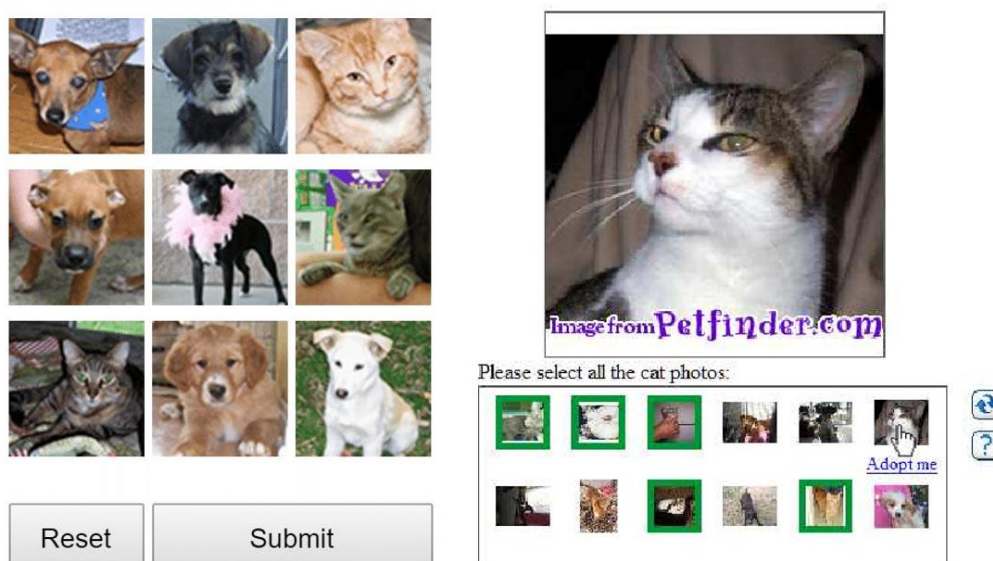 Reset
Submit
Image from Petfinder.com
Please select all the cat photos:
Adopt me
?